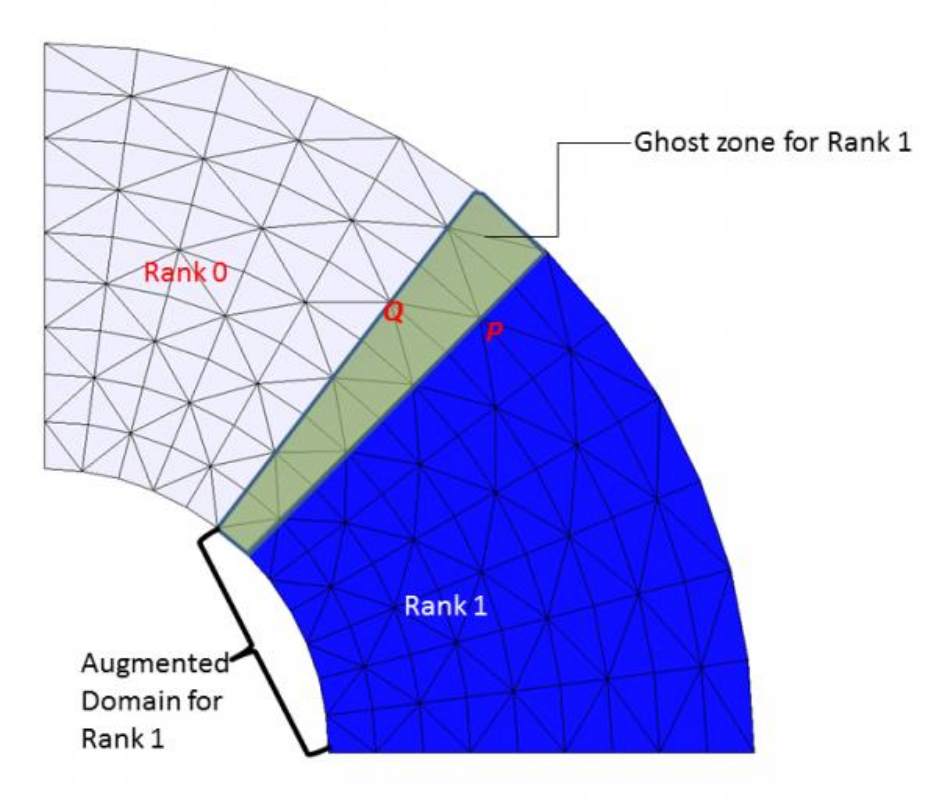 Ghost zone for Rank 1
Rank 0
Q
P
Rank 1
Augmented
Domain for
Rank 1